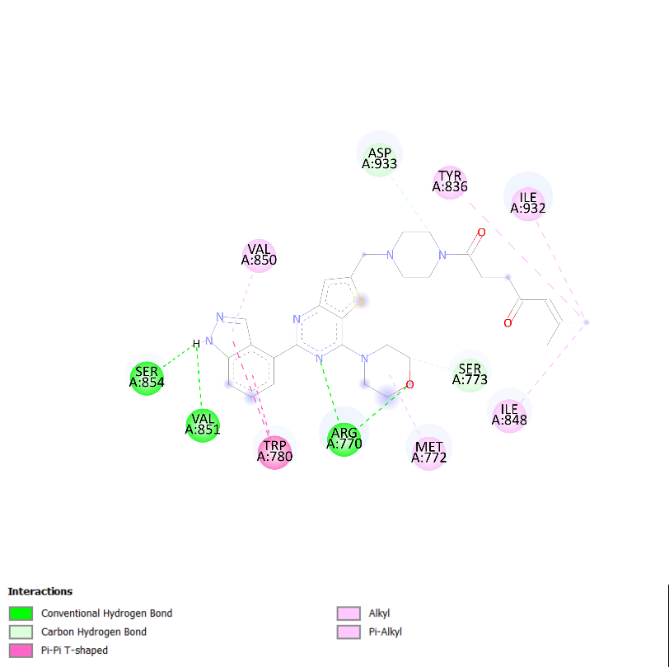 ASP
A:933
TYR
A:836
ILE
A:932
O
VAL
A:850
N
N
S
O
N
N
N
H
N
N
SER
A:854
O
SER
A:773
VAL
A:851
ARG
A:770
TRP
A:780
MET
A:772
ILE
A:848
Interactions
Conventional Hydrogen Bond
Carbon Hydrogen Bond
Pi-Pi T-shaped
Alkyl
Pi-Alkyl